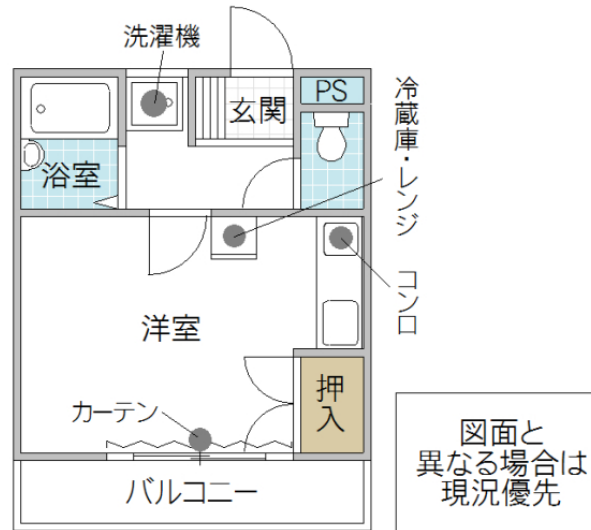 洗濯機
玄関
PS
冷蔵庫・レンジ
浴室
コンロ
洋室
押入
カーテン
バルコニー
図面と
異なる場合は
現況優先